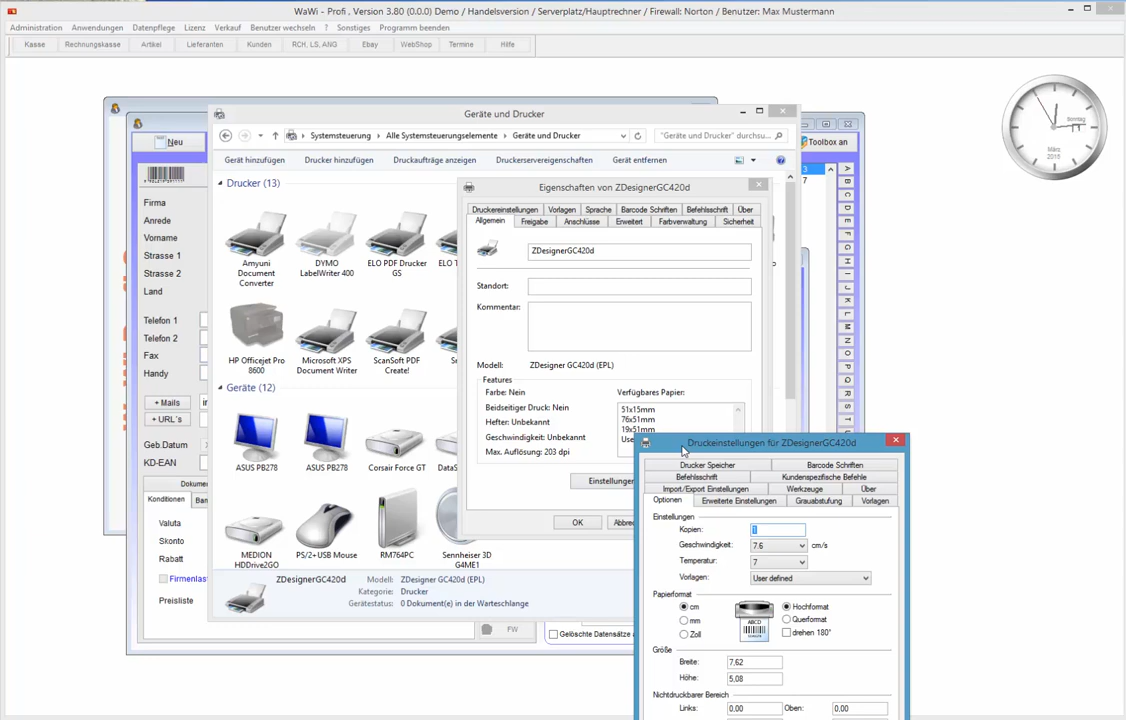 WaWi - Profi , Version 3.80 (0.0.0) Demo / Handelsversion / Serverplatz/Hauptrechner / Firewall: Norton / Benutzer: Max Mustermann
Administration Anwendungen Datenpflege Lizenz Verkauf Benutzer wechseln ? Sonstiges Programm beenden
Kasse Rechnungskasse Artikel Lieferanten Kunden RCH, LS, ANG Ebay WebShop Termine Hilfe
Sonntag
März
2016
Neu
Toolbox an
Firma
Anrede
Vorname
Strasse 1
Strasse 2
Land
Telefon 1
Telefon 2
Fax
Handy
+ Mails
+ URL's
Geb.Datum
KD-EAN
Konditionen
Valuta
Skonto
Rabatt
Preisliste
FW
3
7
A
B
C
D
E
F
G
H
I
J
K
L
M
N
O
P
Q
R
S
T
Geräte und Drucker
Systemsteuerung Alle Systemsteuerungselemente Geräte und Drucker
"Geräte und Drucker" durchsu...
Gerät hinzufügen Drucker hinzufügen Druckaufträge anzeigen Druckerservereigenschaften Gerät entfernen
Drucker (13)
Amyuni Document Converter
DYMO LabelWriter 400
ELO PDF Drucker GS
HP Officejet Pro 8600
Microsoft XPS Document Writer
ScanSoft PDF Create!
Geräte (12)
ASUS PB278
ASUS PB278
Corsair Force GT
MEDION HDDrive2GO
PS/2+USB Mouse
RM764PC
Sennheiser 3D G4ME1
ZDesignerGC420d
Modell: ZDesigner GC420d (EPL)
Kategorie: Drucker
Gerätestatus: 0 Dokument(e) in der Warteschlange
Eigenschaften von ZDesignerGC420d
Druckereinstellungen Vorlagen Sprache Barcode Schriften Befehlsschrift Über
Allgemein Freigabe Anschlüsse Erweitert Farbverwaltung Sicherheit
ZDesignerGC420d
Standort:
Kommentar:
Modell: ZDesigner GC420d (EPL)
Features
Farbe: Nein
Beidseitiger Druck: Nein
Hefter: Unbekannt
Geschwindigkeit: Unbekannt
Max. Auflösung: 203 dpi
Verfügbares Papier:
51x15mm
76x51mm
19x51mm
OK
Druckeinstellungen für ZDesignerGC420d
Drucker Speicher Barcode Schriften
Befehlsschrift Kundenspezifische Befehle
Import/Export Einstellungen Werkzeuge Über
Optionen Erweiterte Einstellungen Grauabstufung Vorlagen
Einstellungen
Kopien: 1
Geschwindigkeit: 7.6 cm/s
Temperatur: 7
Vorlagen: User defined
Papierformat
cm
mm
Zoll
ABCD
Hochformat
Querformat
drehen 180°
Größe
Breite: 7,62
Höhe: 5,08
Nichtdruckbarer Bereich
Links: 0,00 Oben: 0,00